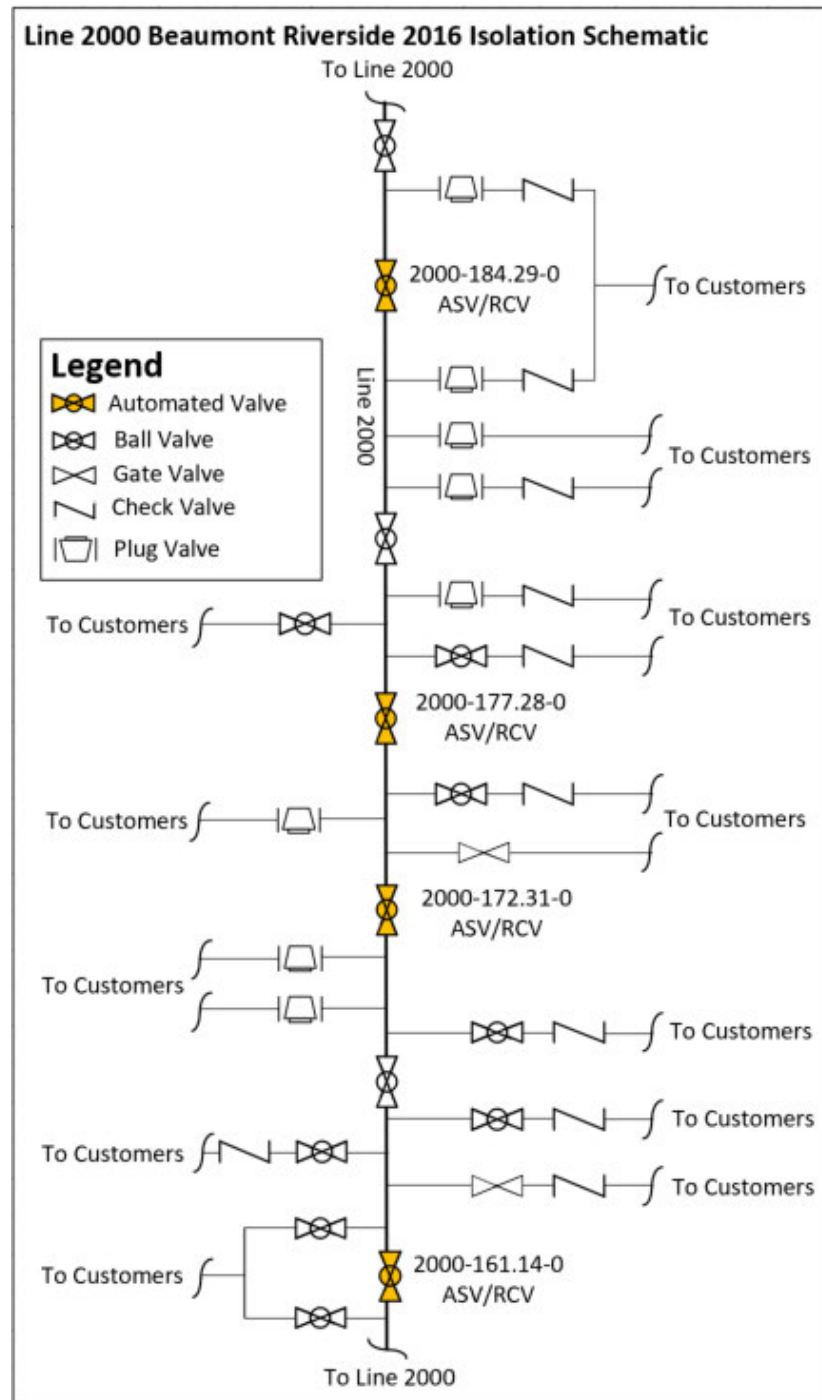 Line 2000 Beaumont Riverside 2016 Isolation Schematic
To Line 2000
2000-184.29-0
ASV/RCV
To Customers
Legend
Automated Valve
Ball Valve
Gate Valve
Check Valve
Plug Valve
Line 2000
To Customers
To Customers
To Customers
2000-177.28-0
ASV/RCV
To Customers
To Customers
2000-172.31-0
ASV/RCV
To Customers
To Customers
To Customers
To Customers
To Customers
2000-161.14-0
ASV/RCV
To Customers
To Line 2000